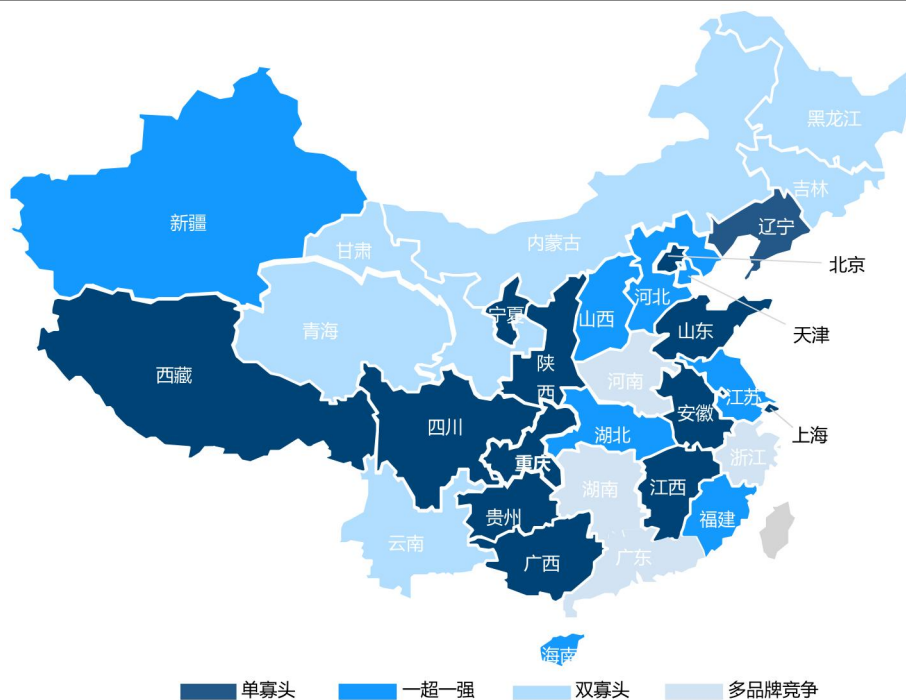 黑龙江
吉林
辽宁
新疆
内蒙古
甘肃
北京
河北
宁夏
山西
青海
山东
天津
陕
西
西藏
河南
江苏
安徽
四川
湖北
上海
重庆
浙江
湖南
江西
贵州
福建
云南
广东
广西
海南
单寡头
一超一强
双寡头
多品牌竞争